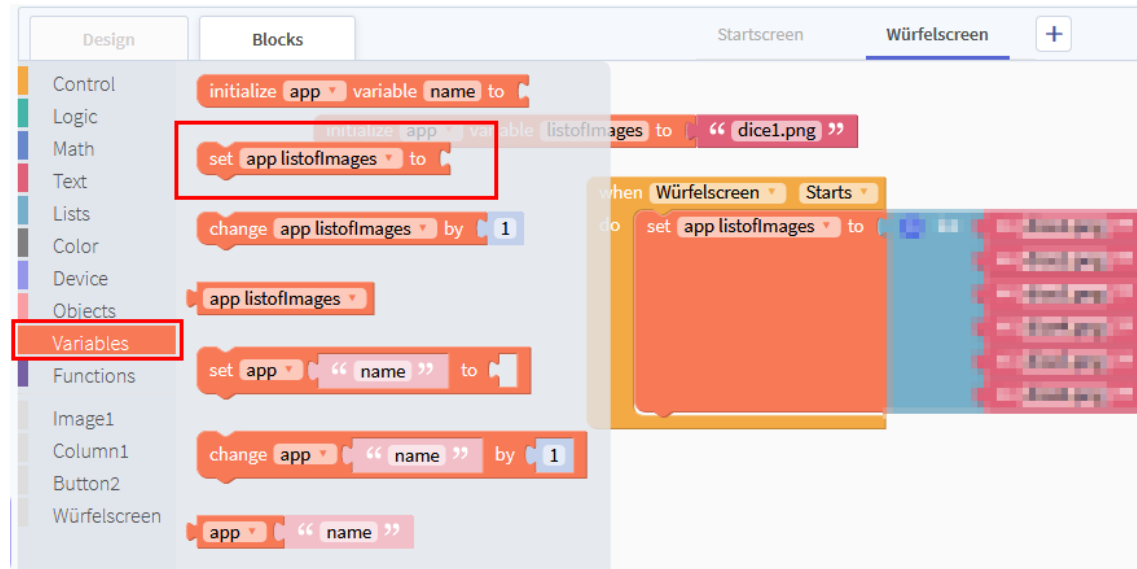 Design Blocks Startscreen Würfelscreen +
Control
Logic
Math
Text
Lists
Color
Device
Objects
Variables
Functions
Image1
Column1
Button2
Würfelscreen
initialize app variable name to
set app listofImages to
change app listofImages by 1
app listofImages
set app “ name ” to
change app “ name ” by 1
app “ name ”
initialize app variable listofImages to “ dice1.png ”
when Würfelscreen Starts
do set app listofImages to